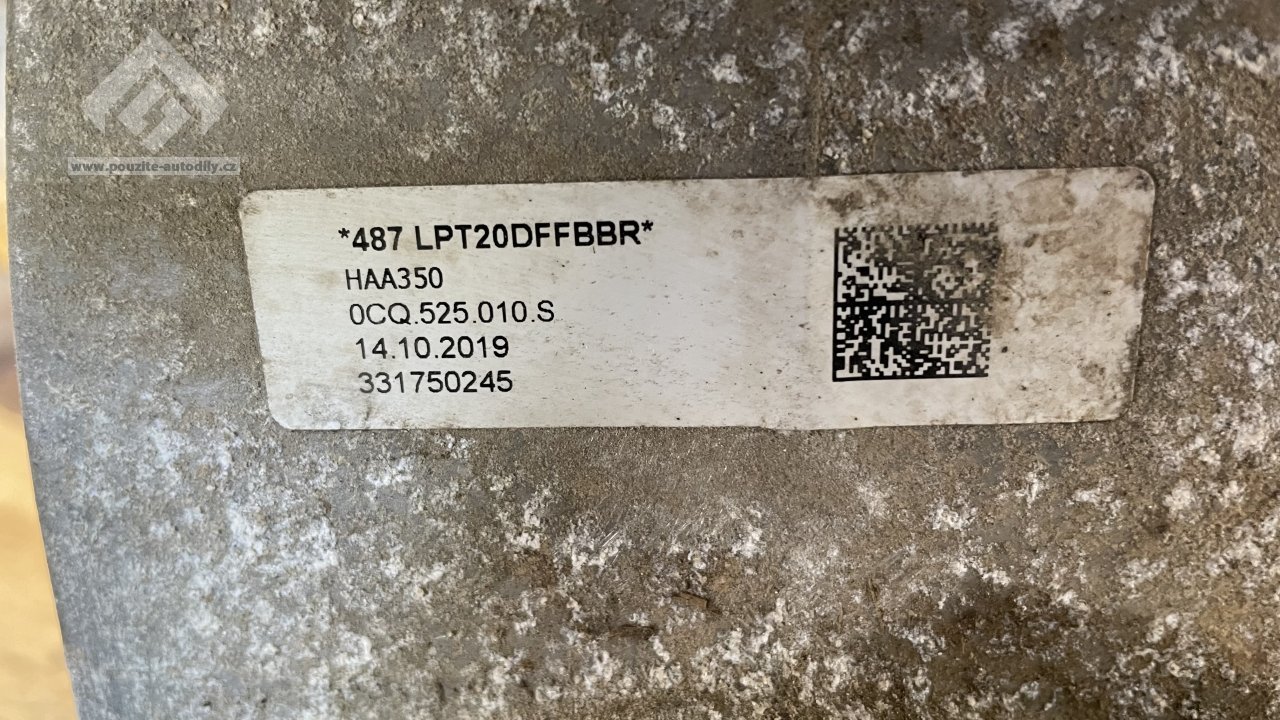 www.pouzite-autodily.cz
*487 LPT20DFFBBR*
HAA350
0CQ.525.010.S
14.10.2019
331750245